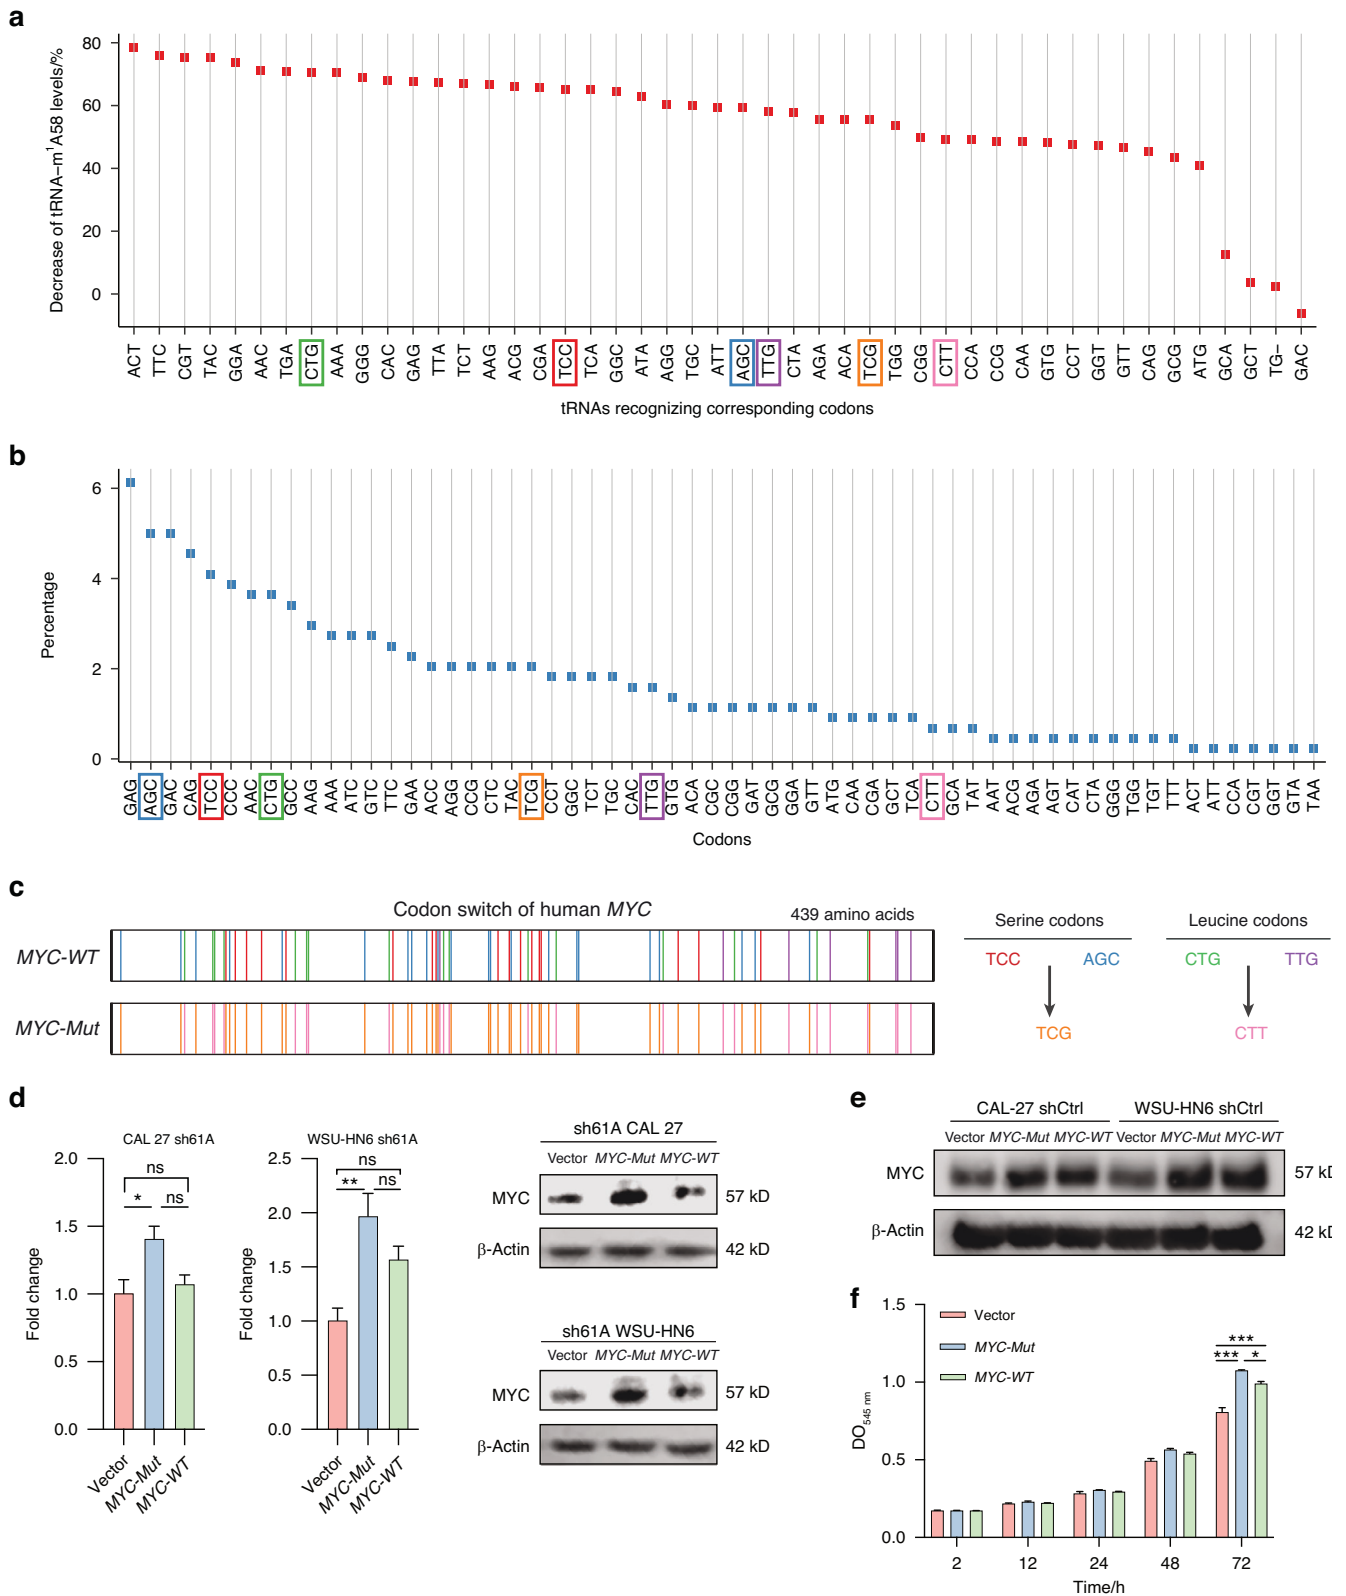 a
Decrease of tRNA–m¹A58 levels/%
80
60
40
20
0
ACT TTC CGT TAC GGA AAC TGA CTG AAA GGG CAC GAG TTA TCT AAG ACG CGA TCC TCA GGC ATA AGG TGC ATT AGC TTG CTA AGA ACA TCG TGG CGG CTT CCA CCG CAA GTG CCT GGT GTT CAG GCG ATG GCA GCT TG– GAC
tRNAs recognizing corresponding codons
b
Percentage
6
4
2
0
GAG AGC GAC CAG TCC CCC AAC CTG GCC AAG AAA ATC GTC TTC GAA ACC AGG CCG CTC TAC TCG CCT GGC TCT TGC CAC TTG GTG ACA CGC CGG GAT GCG GGA GTT ATG CAA CGA GCT TCA CTT GCA TAT AAT ACG AGA AGT CAT CTA GGG TGG TGT TTT ACT ATT CCA CGT GGT GTA TAA
Codons
c
Codon switch of human MYC
439 amino acids
MYC-WT
MYC-Mut
Serine codons
TCC AGC
TCG
Leucine codons
CTG TTG
CTT
d
CAL 27 sh61A
Fold change
2.0
1.5
1.0
0.5
0.0
ns
* ns
Vector
MYC-Mut
MYC-WT
WSU-HN6 sh61A
Fold change
2.5
2.0
1.5
1.0
0.5
0.0
ns
** ns
Vector
MYC-Mut
MYC-WT
sh61A CAL 27
Vector MYC-Mut MYC-WT
MYC 57 kD
β-Actin 42 kD
sh61A WSU-HN6
Vector MYC-Mut MYC-WT
MYC 57 kD
β-Actin 42 kD
e
CAL-27 shCtrl WSU-HN6 shCtrl
Vector MYC-Mut MYC-WT Vector MYC-Mut MYC-WT
MYC 57 k
β-Actin 42 k
f
DO545 nm
1.5
1.0
0.5
0.0
Vector
MYC-Mut
MYC-WT
***
*** *
2 12 24 48 72
Time/h